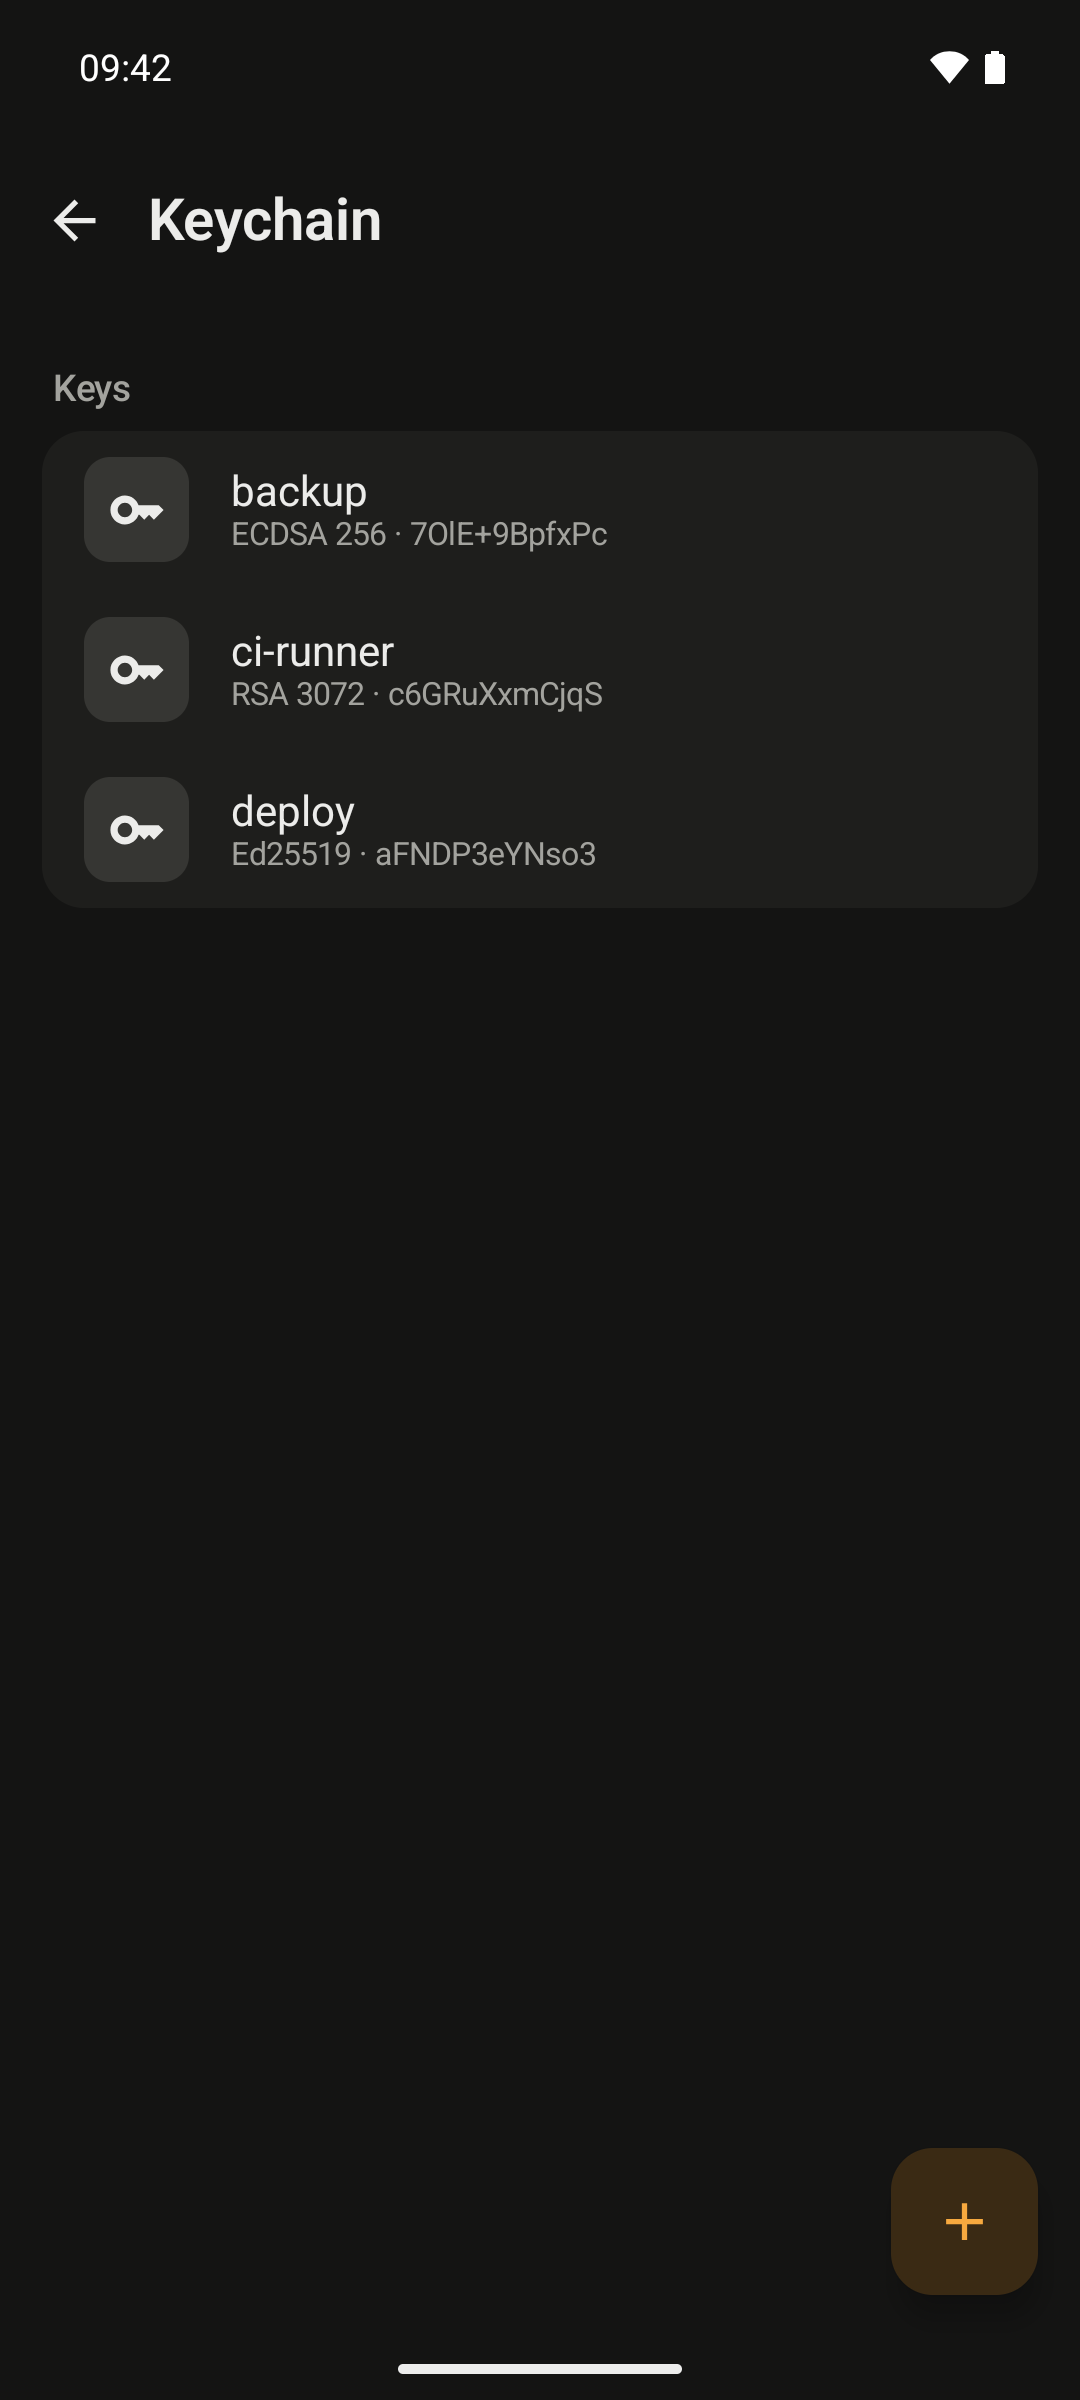 09:42
Keychain
Keys
backup
ECDSA 256 · 7OlE+9BpfxPc
ci-runner
RSA 3072 · c6GRuXxmCjqS
deploy
Ed25519 · aFNDP3eYNso3